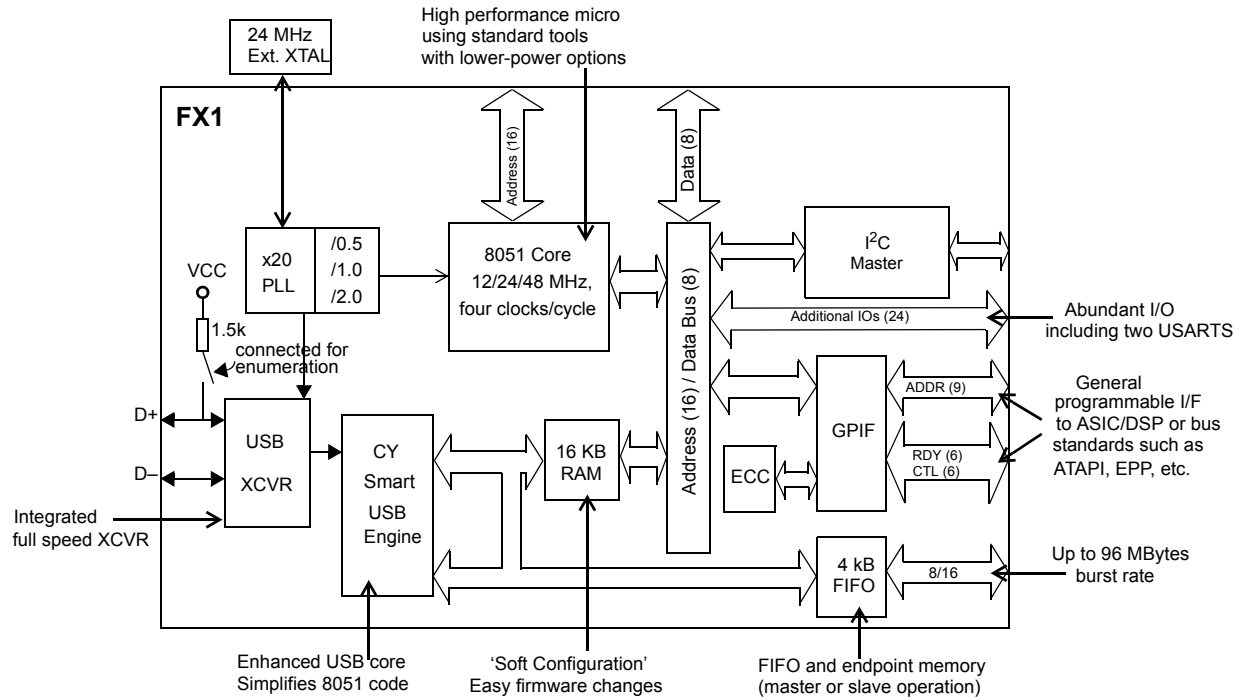 High performance micro
using standard tools
with lower-power options
24 MHz
Ext. XTAL
FX1
Address (16)
Data (8)
x20
PLL
/0.5
/1.0
/2.0
8051 Core
12/24/48 MHz,
four clocks/cycle
I2C
Master
VCC
1.5k
connected for
enumeration
Address (16) / Data Bus (8)
Additional IOs (24)
Abundant I/O
including two USARTS
ADDR (9)
GPIF
RDY (6)
CTL (6)
General
programmable I/F
to ASIC/DSP or bus
standards such as
ATAPI, EPP, etc.
D+
D–
USB
XCVR
CY
Smart
USB
Engine
16 KB
RAM
ECC
Integrated
full speed XCVR
4 kB
FIFO
8/16
Up to 96 MBytes
burst rate
Enhanced USB core
Simplifies 8051 code
‘Soft Configuration’
Easy firmware changes
FIFO and endpoint memory
(master or slave operation)